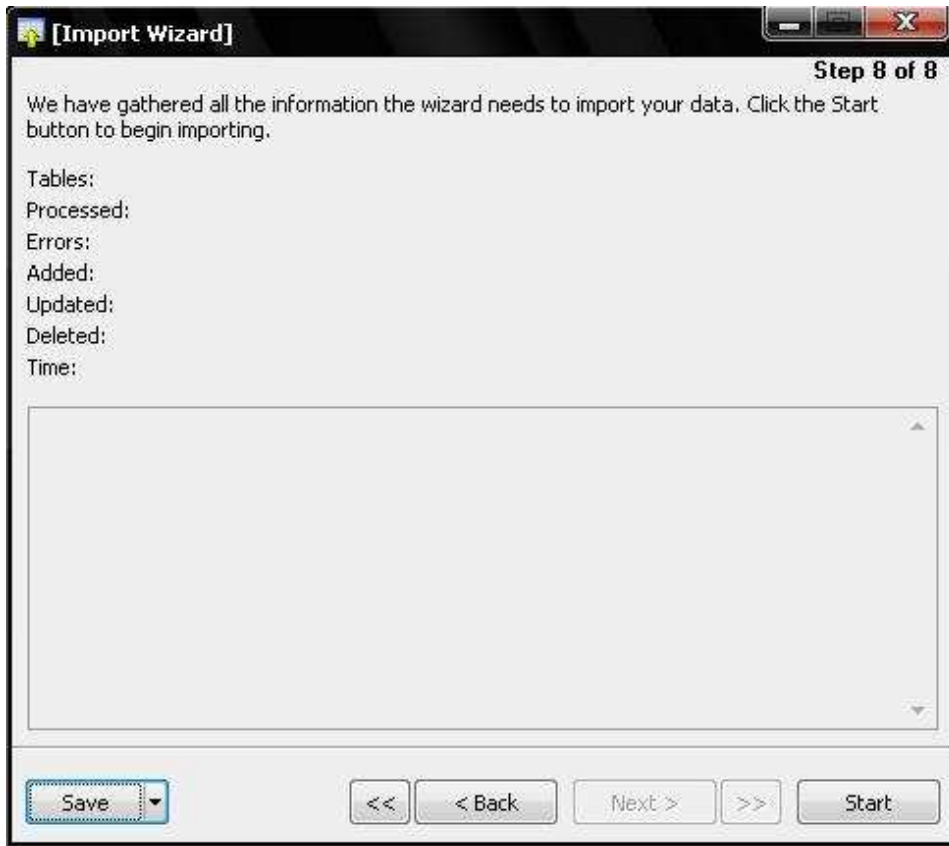 [Import Wizard]
Step 8 of 8
We have gathered all the information the wizard needs to import your data. Click the Start
button to begin importing.
Tables:
Processed:
Errors:
Added:
Updated:
Deleted:
Time:
Save
<<
< Back
Next >
>>
Start